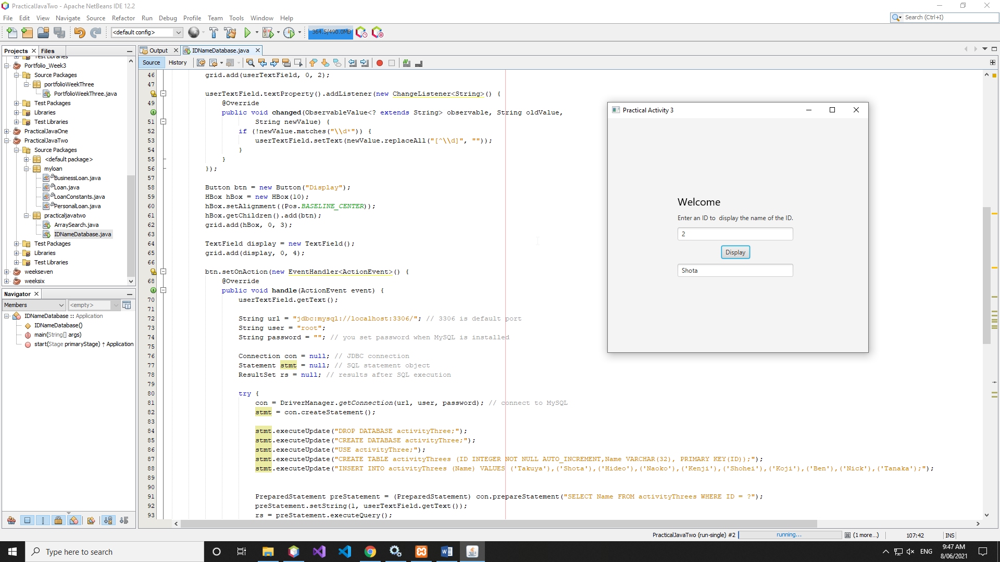 PracticalJavaTwo - Apache NetBeans IDE 12.2
File Edit View Navigate Source Refactor Run Debug Profile Team Tools Window Help
Search (Ctrl+I)
<default config>
364.5/490.0MB
Projects Files
Output IDNameDatabase.java
Source History
Test Libraries
Portfolio_Week3
Source Packages
portfolioWeekThree
PortfolioWeekThree.java
Test Packages
Libraries
Test Libraries
PracticalJavaOne
PracticalJavaTwo
Source Packages
<default package>
myloan
BusinessLoan.java
Loan.java
LoanConstants.java
PersonalLoan.java
practicaljavatwo
ArraySearch.java
IDNameDatabase.java
Test Packages
Libraries
Test Libraries
weekseven
weeksix
Navigator
Members <empty>
IDNameDatabase :: Application
IDNameDatabase()
main(String[] args)
start(Stage primaryStage) ↑ Application
46 grid.add(userTextField, 0, 2);
47
userTextField.textProperty().addListener(new ChangeListener<String>() {
49 @Override
public void changed(ObservableValue<? extends String> observable, String oldValue,
51 String newValue) {
52 if (!newValue.matches("\\d*")) {
53 userTextField.setText(newValue.replaceAll("[^\\d]", ""));
54 }
55 }
56 });
57
58 Button btn = new Button("Display");
59 HBox hBox = new HBox(10);
60 hBox.setAlignment((Pos.BASELINE_CENTER));
61 hBox.getChildren().add(btn);
62 grid.add(hBox, 0, 3);
63
64 TextField display = new TextField();
65 grid.add(display, 0, 4);
66
btn.setOnAction(new EventHandler<ActionEvent>() {
68 @Override
public void handle(ActionEvent event) {
70 userTextField.getText();
71
72 String url = "jdbc:mysql://localhost:3306/"; // 3306 is default port
73 String user = "root";
74 String password = ""; // you set password when MySQL is installed
75
76 Connection con = null; // JDBC connection
77 Statement stmt = null; // SQL statement object
78 ResultSet rs = null; // results after SQL execution
79
80 try {
81 con = DriverManager.getConnection(url, user, password); // connect to MySQL
82 stmt = con.createStatement();
83
84 stmt.executeUpdate("DROP DATABASE activityThree;");
85 stmt.executeUpdate("CREATE DATABASE activityThree;");
86 stmt.executeUpdate("USE activityThree;");
87 stmt.executeUpdate("CREATE TABLE activityThrees (ID INTEGER NOT NULL AUTO_INCREMENT,Name VARCHAR(32), PRIMARY KEY(ID));");
88 stmt.executeUpdate("INSERT INTO activityThrees (Name) VALUES ('Takuya'),('Shota'),('Hideo'),('Naoko'),('Kenji'),('Shohei'),('Koji'),('Ben'),('Nick'),('Tanaka');");
89
90
91 PreparedStatement preStatement = (PreparedStatement) con.prepareStatement("SELECT Name FROM activityThrees WHERE ID = ?");
92 preStatement.setString(1, userTextField.getText());
93 rs = preStatement.executeQuery();
Practical Activity 3
Welcome
Enter an ID to  display the name of the ID.
2
Display
Shota
PracticalJavaTwo (run-single) #2 running... (1 more...) 107:42 INS
Type here to search
ENG
9:47 AM
8/06/2021